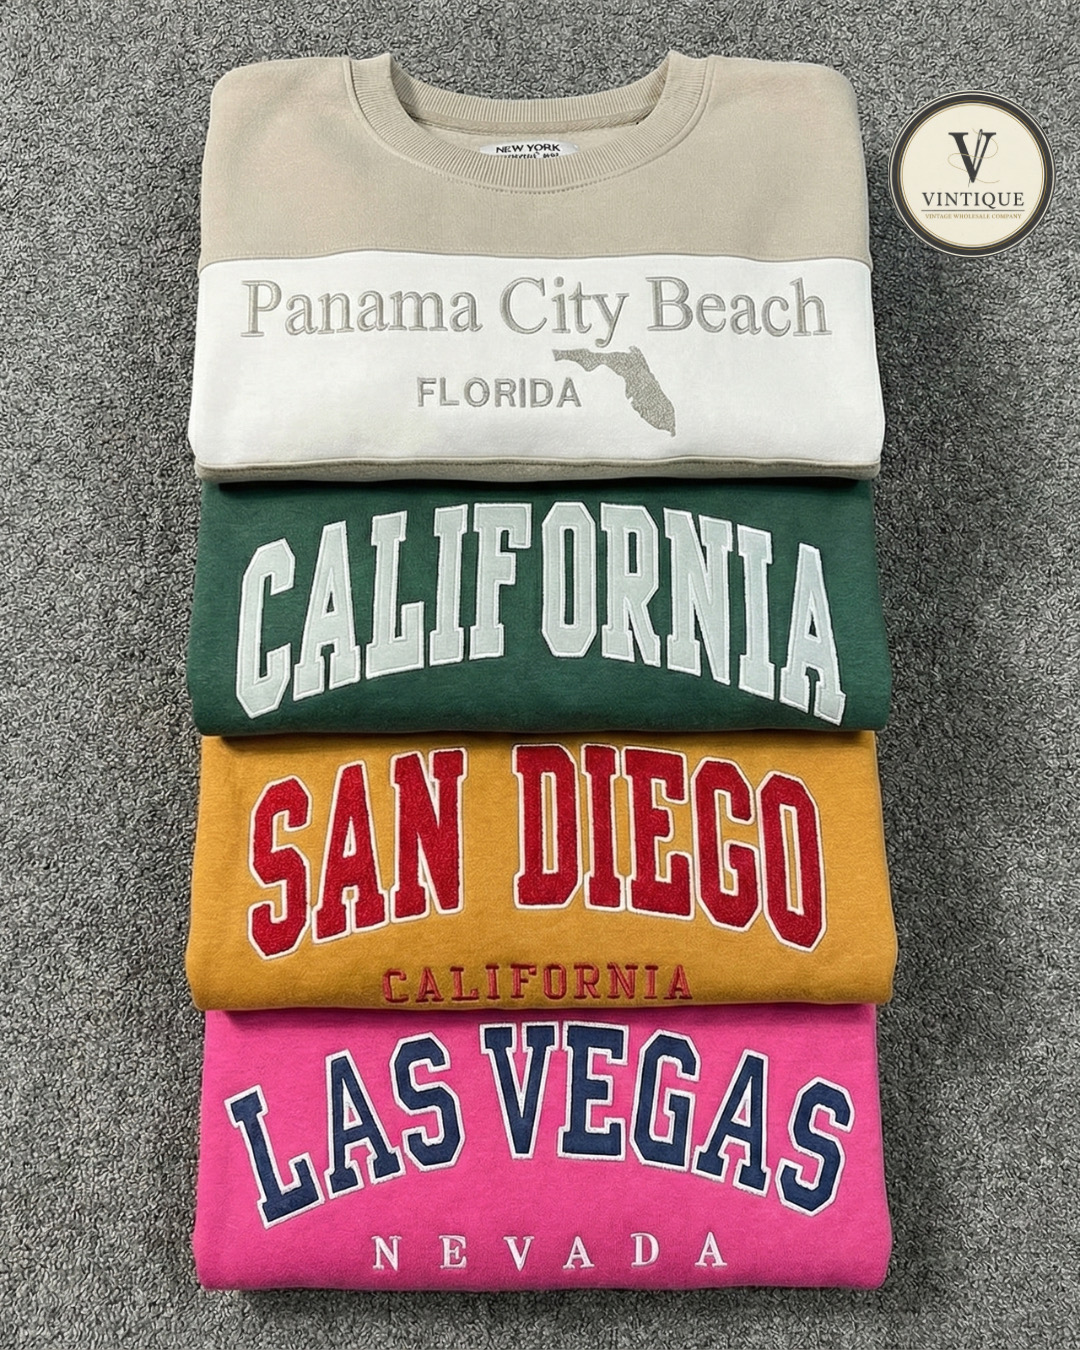 NEW YORK
V
VINTIQUE
VINTAGE WHOLESALE COMPANY
Panama City Beach
FLORIDA
CALIFORNIA
SAN DIEGO
CALIFORNIA
LAS VEGAS
NEVADA